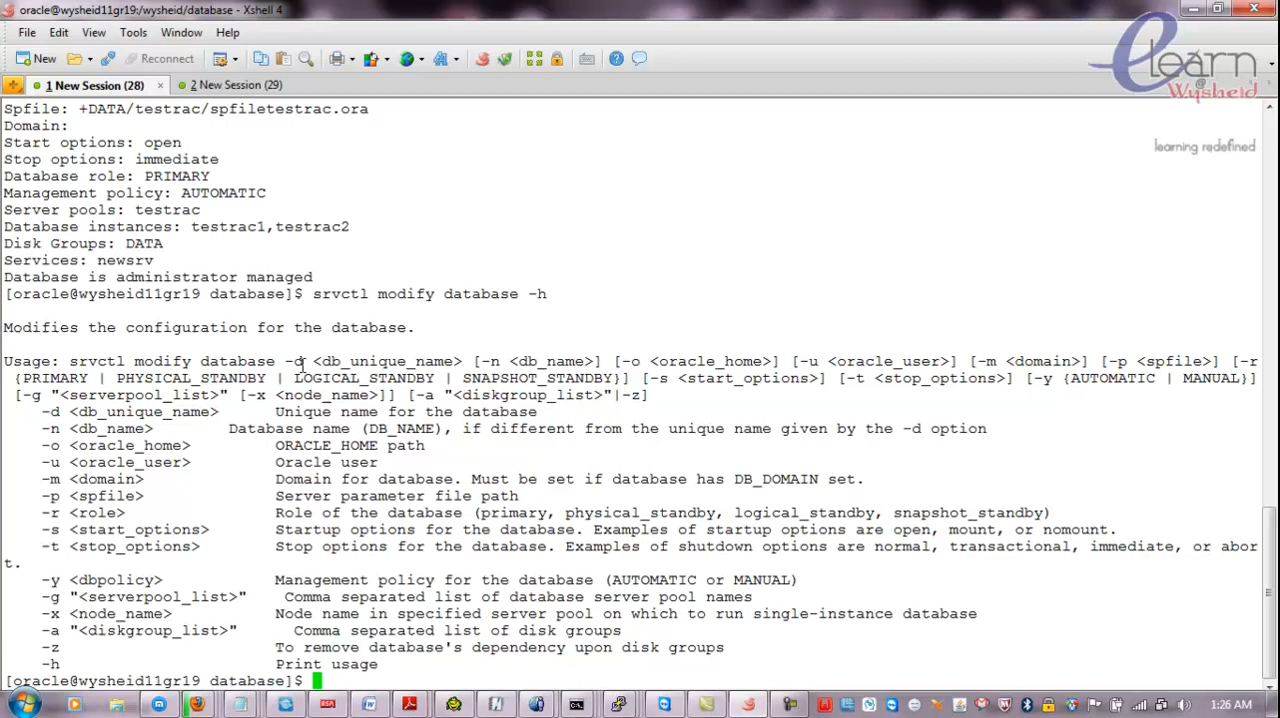 oracle@wysheid11gr19:/wysheid/database - Xshell 4
File Edit View Tools Window Help
New Reconnect
1 New Session (28) × 2 New Session (29)
eLearn
@
Wysheid
learning redefined
Spfile: +DATA/testrac/spfiletestrac.ora
Domain:
Start options: open
Stop options: immediate
Database role: PRIMARY
Management policy: AUTOMATIC
Server pools: testrac
Database instances: testrac1,testrac2
Disk Groups: DATA
Services: newsrv
Database is administrator managed
[oracle@wysheid11gr19 database]$ srvctl modify database -h
Modifies the configuration for the database.
Usage: srvctl modify database -d <db_unique_name> [-n <db_name>] [-o <oracle_home>] [-u <oracle_user>] [-m <domain>] [-p <spfile>] [-r
{PRIMARY | PHYSICAL_STANDBY | LOGICAL_STANDBY | SNAPSHOT_STANDBY}] [-s <start_options>] [-t <stop_options>] [-y {AUTOMATIC | MANUAL}]
[-g "<serverpool_list>" [-x <node_name>]] [-a "<diskgroup_list>"|-z]
-d <db_unique_name> Unique name for the database
-n <db_name> Database name (DB_NAME), if different from the unique name given by the -d option
-o <oracle_home> ORACLE_HOME path
-u <oracle_user> Oracle user
-m <domain> Domain for database. Must be set if database has DB_DOMAIN set.
-p <spfile> Server parameter file path
-r <role> Role of the database (primary, physical_standby, logical_standby, snapshot_standby)
-s <start_options> Startup options for the database. Examples of startup options are open, mount, or nomount.
-t <stop_options> Stop options for the database. Examples of shutdown options are normal, transactional, immediate, or abor
t.
-y <dbpolicy> Management policy for the database (AUTOMATIC or MANUAL)
-g "<serverpool_list>" Comma separated list of database server pool names
-x <node_name> Node name in specified server pool on which to run single-instance database
-a "<diskgroup_list>" Comma separated list of disk groups
-z To remove database's dependency upon disk groups
-h Print usage
[oracle@wysheid11gr19 database]$
1:26 AM